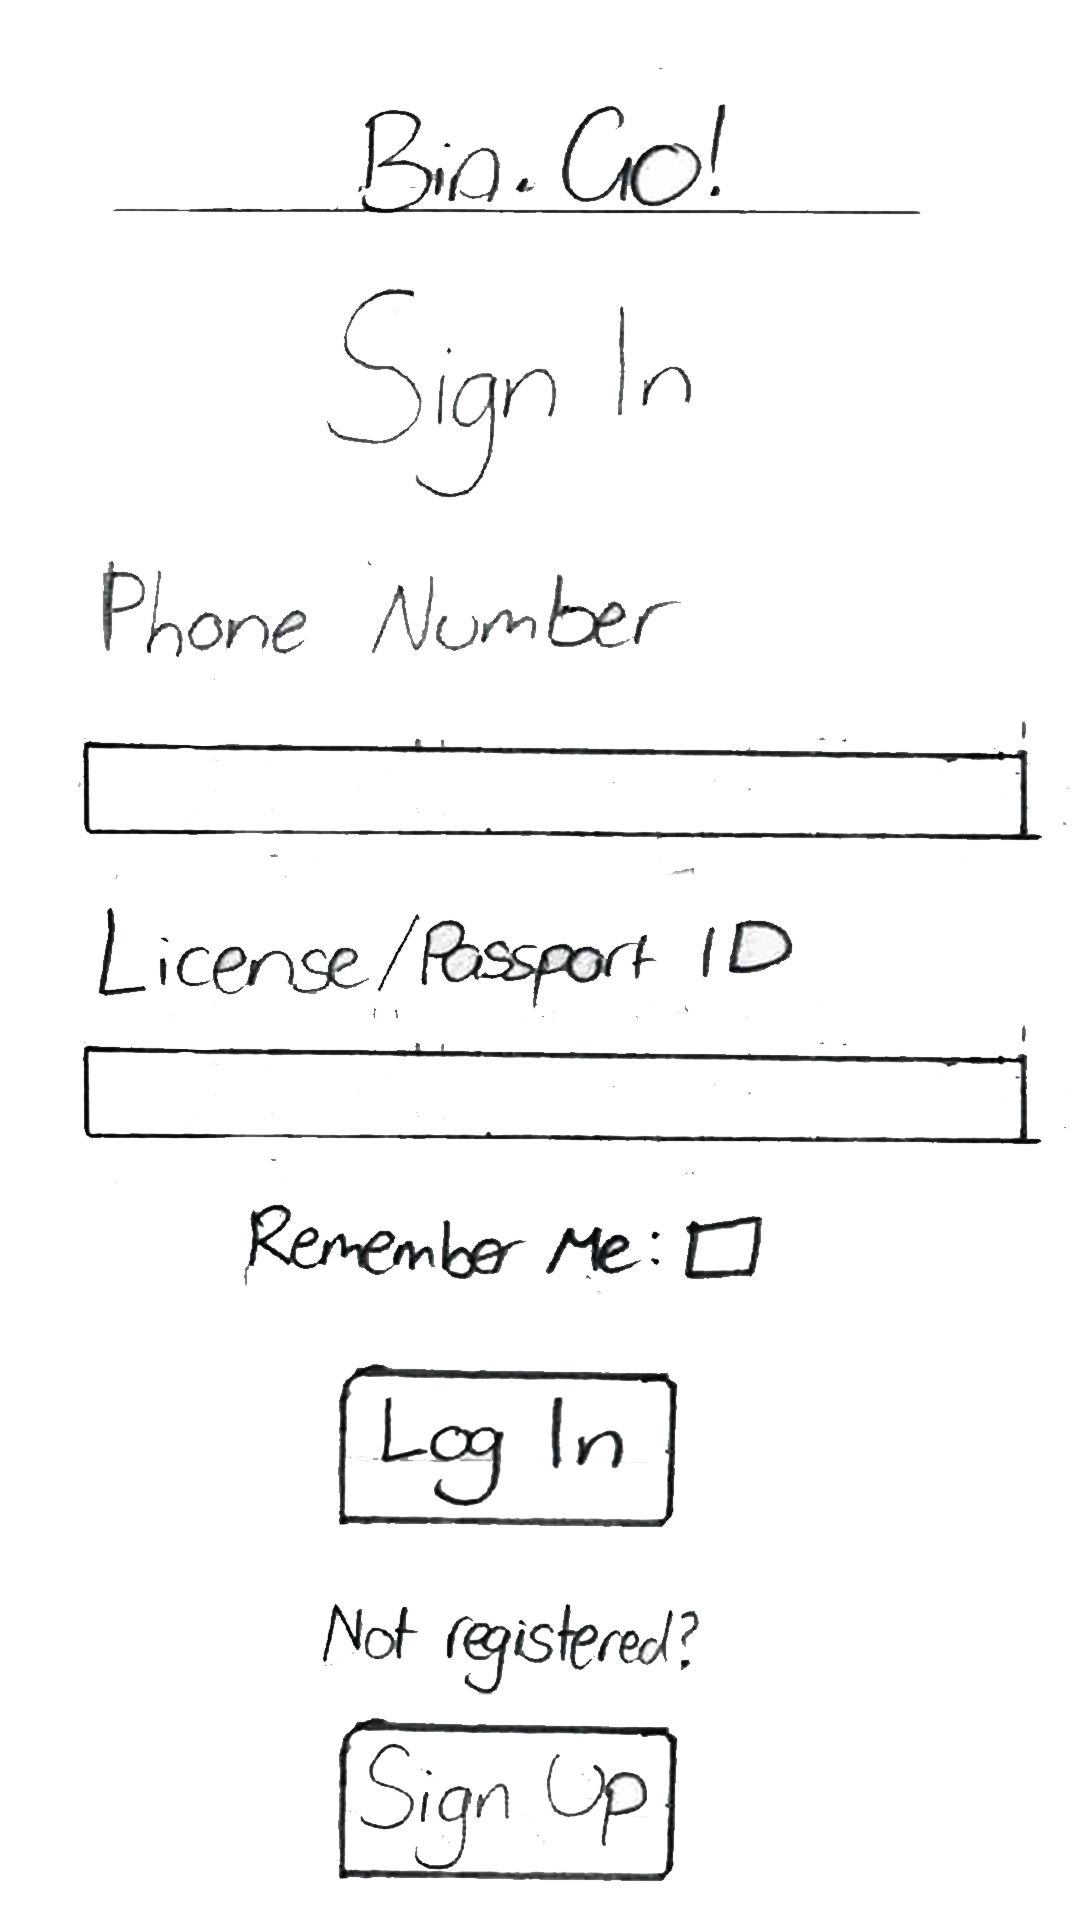 Bin.Go!
Sign In
Phone Number
License/Passport ID
Remember Me:
Log In
Not registered?
Sign Up